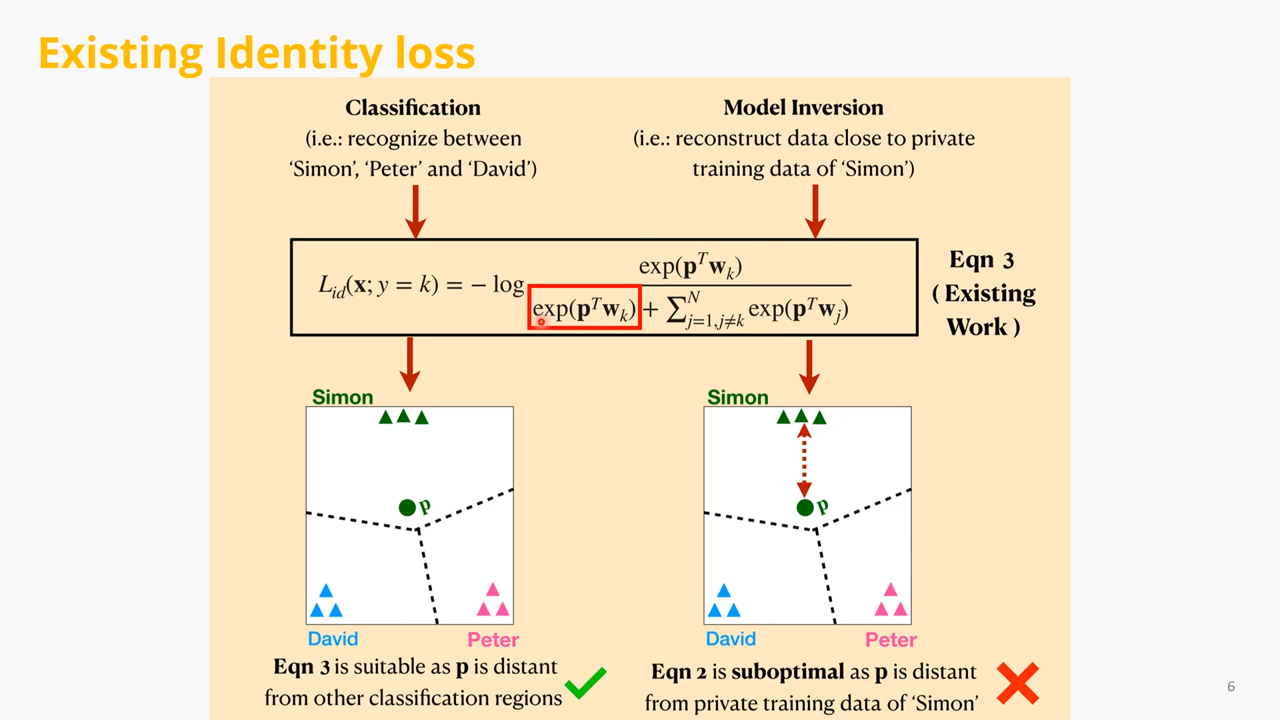 Existing Identity loss
Classification
(i.e.: recognize between
‘Simon’, ‘Peter’ and ‘David’)
Model Inversion
(i.e.: reconstruct data close to private
training data of ‘Simon’)
L_{id}(x; y = k) = − log \frac{exp(p^T w_k)}{exp(p^T w_k) + ∑_{j=1,j≠k}^N exp(p^T w_j)}
Eqn 3
( Existing
Work )
Simon
p
David
Peter
Eqn 3 is suitable as p is distant
from other classification regions
Simon
p
David
Peter
Eqn 2 is suboptimal as p is distant
from private training data of ‘Simon’
6